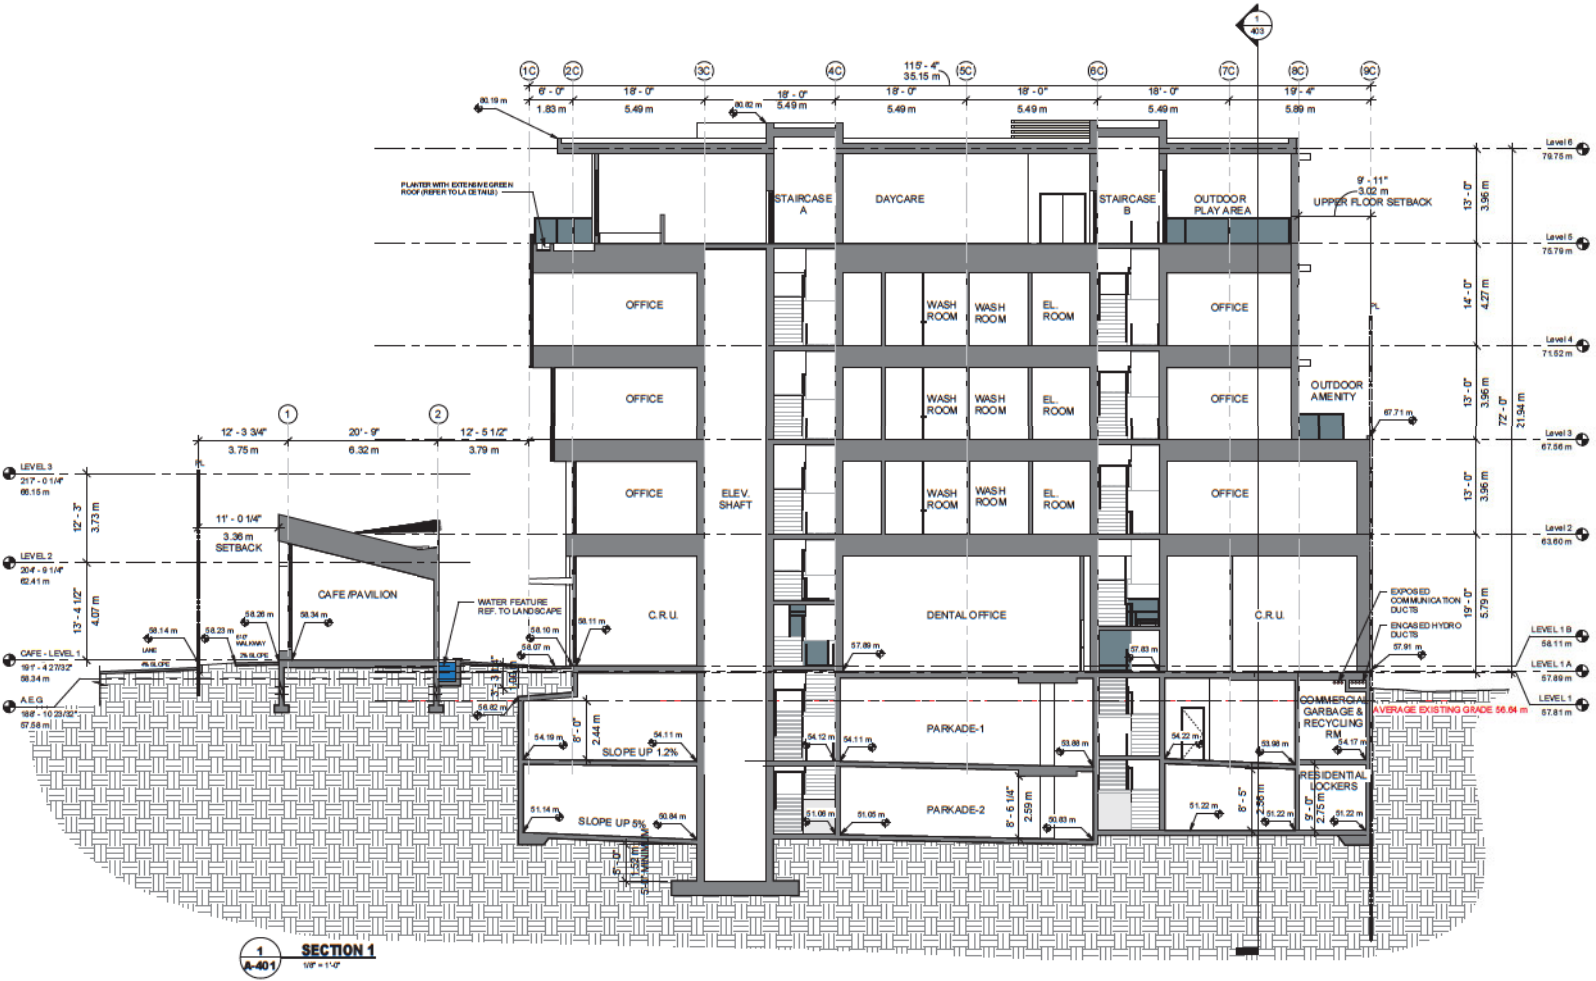 1
403
115' - 4"
35.15 m
1C
2C
3C
4C
5C
6C
7C
8C
9C
6' - 0"
18' - 0"
18' - 0"
18' - 0"
18' - 0"
18' - 0"
19' - 4"
1.83 m
5.49 m
5.49 m
5.49 m
5.49 m
5.49 m
5.89 m
80.19 m
80.82 m
Level 6
79.75 m
PLANTER WITH EXTENSIVE GREEN
ROOF (REFER TO LA DETAILS)
STAIRCASE
A
DAYCARE
STAIRCASE
B
OUTDOOR
PLAY AREA
9' - 11"
3.02 m
UPPER FLOOR SETBACK
13' - 0"
3.96 m
Level 5
75.79 m
OFFICE
WASH
ROOM
WASH
ROOM
EL.
ROOM
OFFICE
14' - 0"
4.27 m
PL
Level 4
71.52 m
OFFICE
WASH
ROOM
WASH
ROOM
EL.
ROOM
OFFICE
OUTDOOR
AMENITY
67.71 m
13' - 0"
3.96 m
72' - 0"
21.94 m
Level 3
67.56 m
1
2
12' - 3 3/4"
20' - 9"
12' - 5 1/2"
3.75 m
6.32 m
3.79 m
PL
LEVEL 3
217' - 0 1/4"
66.15 m
OFFICE
ELEV.
SHAFT
WASH
ROOM
WASH
ROOM
EL.
ROOM
OFFICE
13' - 0"
3.96 m
12' - 3"
3.73 m
11' - 0 1/4"
3.36 m
SETBACK
Level 2
63.60 m
LEVEL 2
204' - 9 1/4"
62.41 m
CAFE /PAVILION
WATER FEATURE
REF. TO LANDSCAPE
C.R.U.
DENTAL OFFICE
C.R.U.
EXPOSED
COMMUNICATION
DUCTS
ENCASED HYDRO
DUCTS
57.91 m
19' - 0"
5.79 m
13' - 4 1/2"
4.07 m
58.14 m
58.23 m
58.26 m
58.34 m
58.10 m
58.11 m
58.07 m
57.89 m
57.83 m
LANE
WALKWAY
LEVEL 1 B
58.11 m
LEVEL 1 A
57.89 m
LEVEL 1
57.81 m
CAFE - LEVEL 1
191' - 4 27/32"
58.34 m
A.E.G
188' - 10 23/32"
57.58 m
56.82 m
8' - 0"
2.44 m
54.19 m
54.11 m
SLOPE UP 1.2%
54.12 m
54.11 m
PARKADE-1
53.88 m
54.22 m
53.98 m
COMMERCIAL
GARBAGE &
RECYCLING
RM
54.17 m
AVERAGE EXISTING GRADE 56.64 m
RESIDENTIAL
LOCKERS
51.14 m
SLOPE UP 5%
50.84 m
51.06 m
51.05 m
PARKADE-2
8' - 6 1/4"
2.59 m
50.83 m
51.22 m
8' - 5"
2.56 m
51.22 m
9' - 0"
2.75 m
51.22 m
5' - 0"
1.52 m
1
A-401
SECTION 1
1/8" = 1'-0"